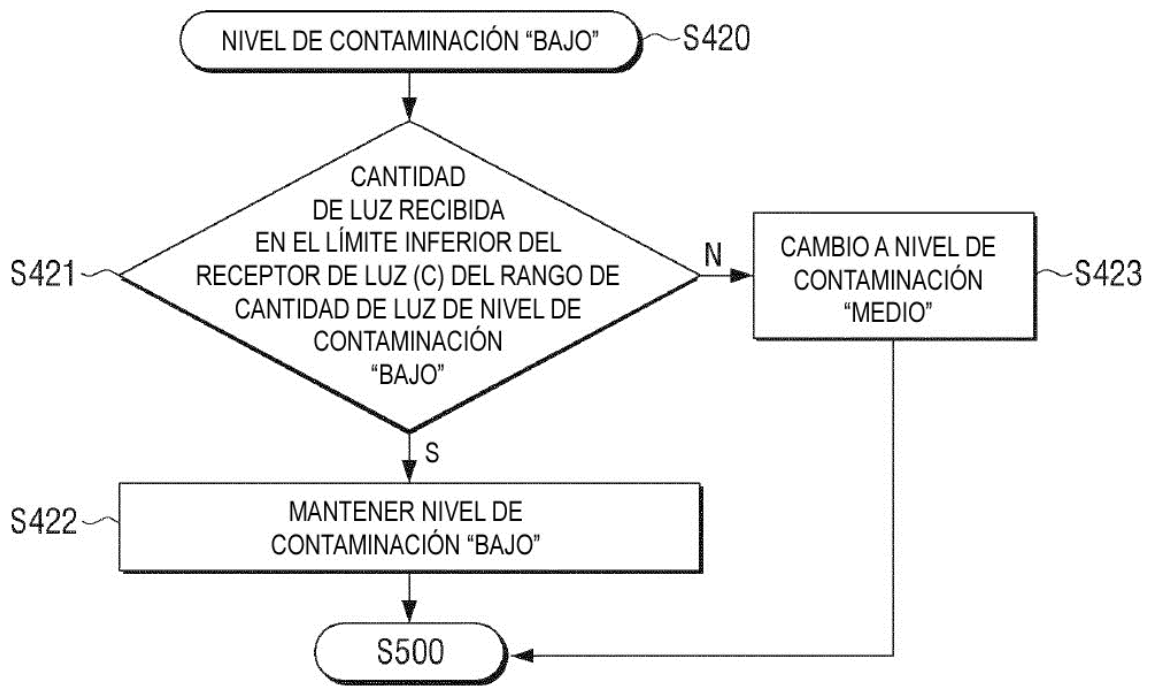 NIVEL DE CONTAMINACIÓN “BAJO”
S420
CANTIDAD
DE LUZ RECIBIDA
EN EL LÍMITE INFERIOR DEL
RECEPTOR DE LUZ (C) DEL RANGO DE
CANTIDAD DE LUZ DE NIVEL DE
CONTAMINACIÓN
“BAJO”
S421
N
CAMBIO A NIVEL DE
CONTAMINACIÓN
“MEDIO”
S423
S
MANTENER NIVEL DE
CONTAMINACIÓN “BAJO”
S422
S500